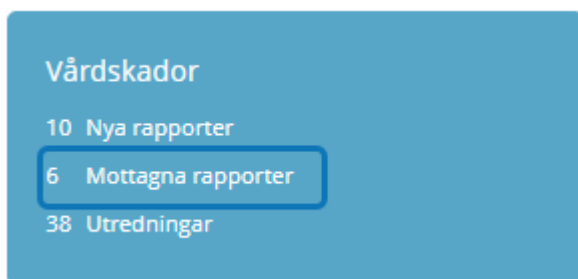 Vårdskador
10 Nya rapporter
6 Mottagna rapporter
38 Utredningar